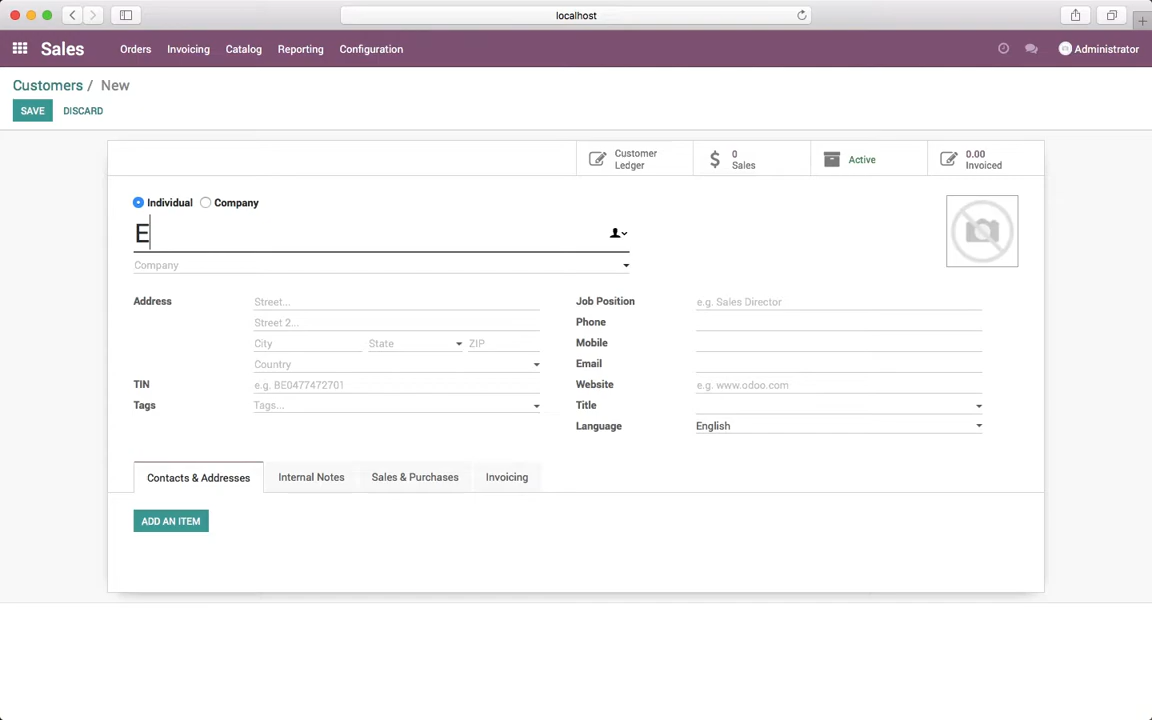 localhost
Sales Orders Invoicing Catalog Reporting Configuration Administrator
Customers / New
SAVE DISCARD
Customer Ledger
0 Sales
Active
0.00 Invoiced
Individual Company
E
Company
Address Street...
Street 2...
City State ZIP
Country
TIN e.g. BE0477472701
Tags Tags...
Job Position e.g. Sales Director
Phone
Mobile
Email
Website e.g. www.odoo.com
Title
Language English
Contacts & Addresses Internal Notes Sales & Purchases Invoicing
ADD AN ITEM